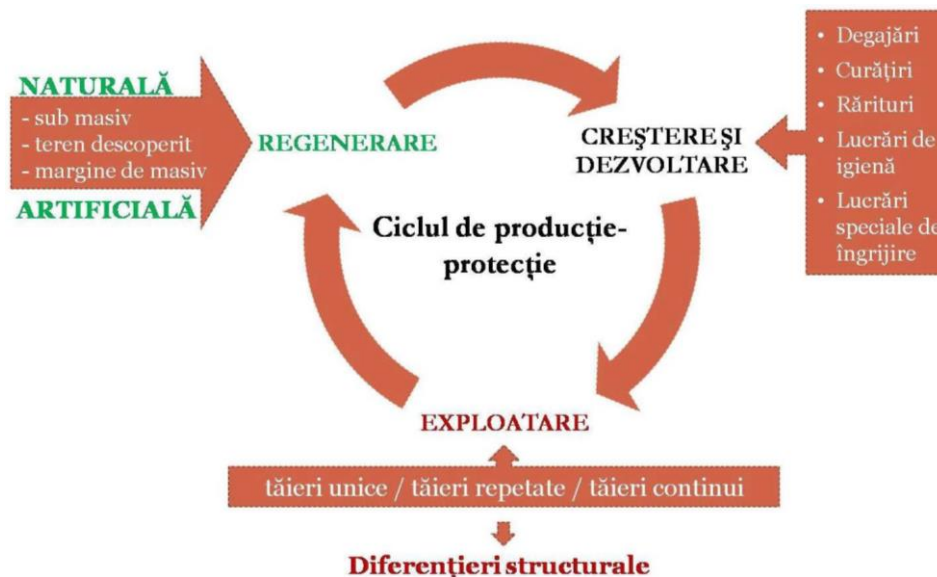 NATURALĂ
- sub masiv
- teren descoperit
- margine de masiv
ARTIFICIALĂ
REGENERARE
CREŞTERE ŞI
DEZVOLTARE
• Degajări
• Curăţiri
• Rărituri
• Lucrări de
igienă
• Lucrări
speciale de
îngrijire
Ciclul de producţie-
protecţie
EXPLOATARE
tăieri unice / tăieri repetate / tăieri continui
Diferenţieri structurale